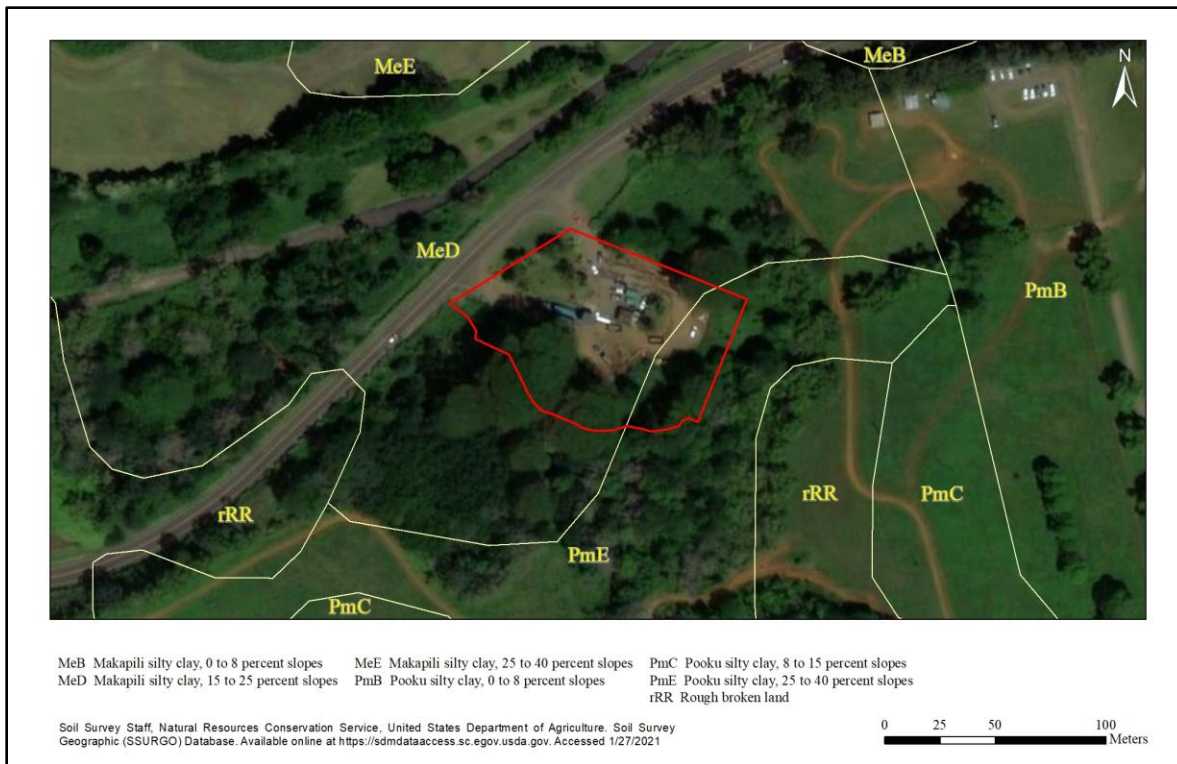 MeE
MeB
N
MeD
PmB
rRR
rRR
PmC
PmE
PmC
MeB Makapili silty clay, 0 to 8 percent slopes
MeD Makapili silty clay, 15 to 25 percent slopes
MeE Makapili silty clay, 25 to 40 percent slopes
PmB Pooku silty clay, 0 to 8 percent slopes
PmC Pooku silty clay, 8 to 15 percent slopes
PmE Pooku silty clay, 25 to 40 percent slopes
rRR Rough broken land
Soil Survey Staff, Natural Resources Conservation Service, United States Department of Agriculture. Soil Survey
Geographic (SSURGO) Database. Available online at https://sdmdataaccess.sc.egov.usda.gov. Accessed 1/27/2021
0 25 50 100
Meters